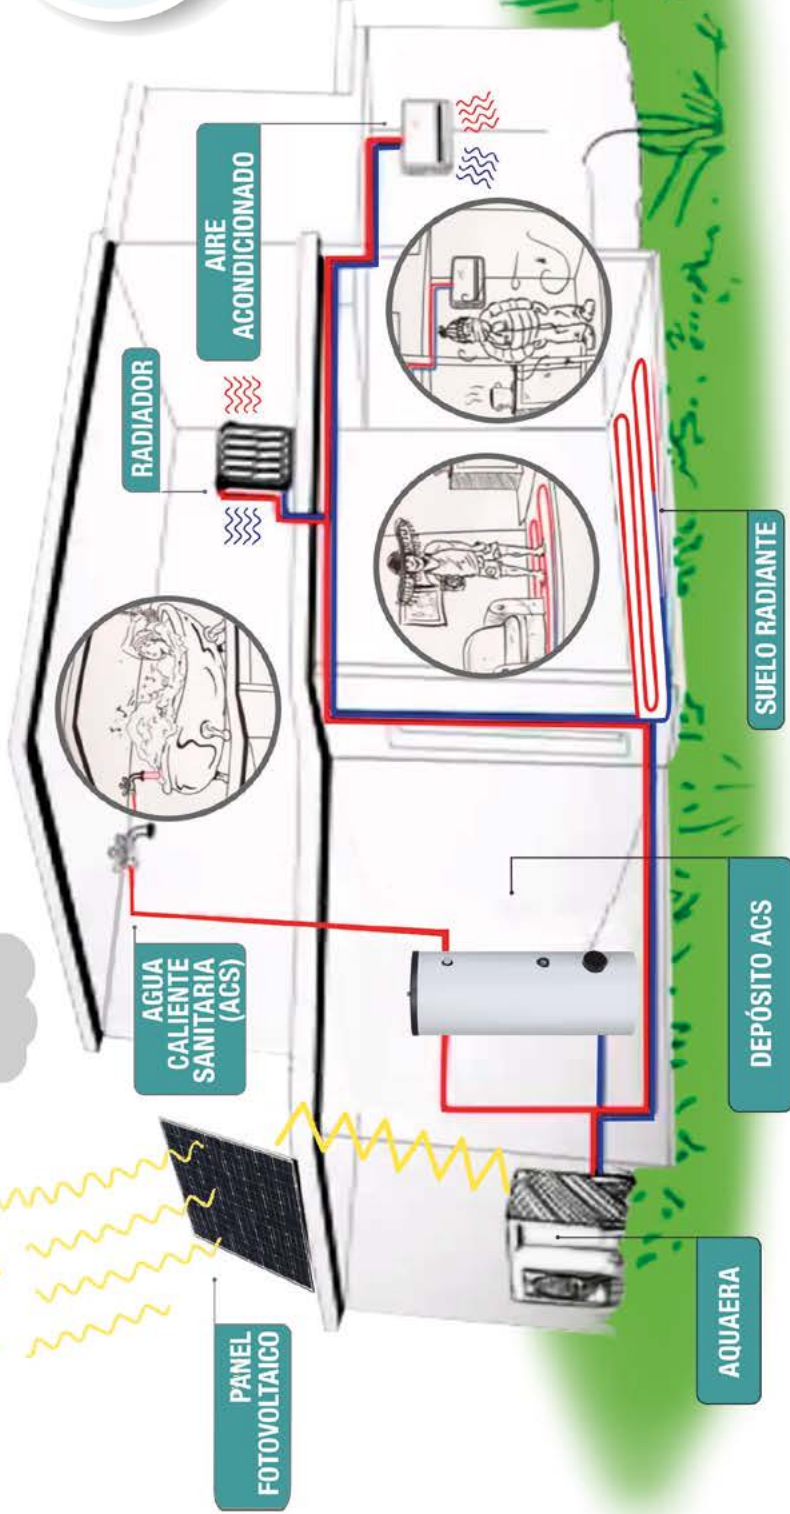 PANEL
FOTOVOLTAICO
AGUA
CALIENTE
SANITARIA
(ACS)
RADIADOR
AIRE
ACONDICIONADO
AQUAERA
DEPÓSITO ACS
SUELO RADIANTE